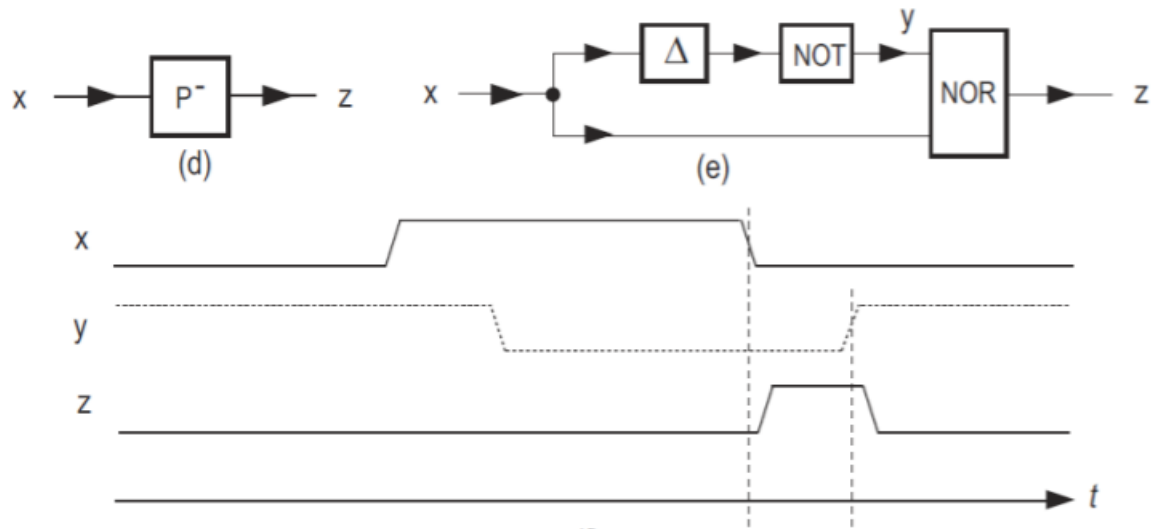 x P⁻ z
(d)
x Δ NOT y NOR z
(e)
x
y
z
t